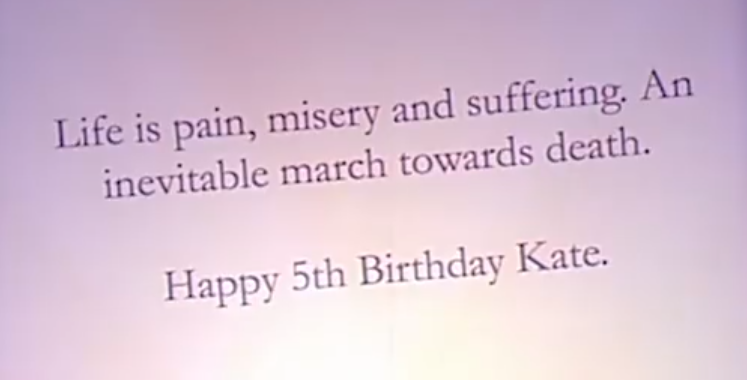 Life is pain, misery and suffering. An
inevitable march towards death.
Happy 5th Birthday Kate.